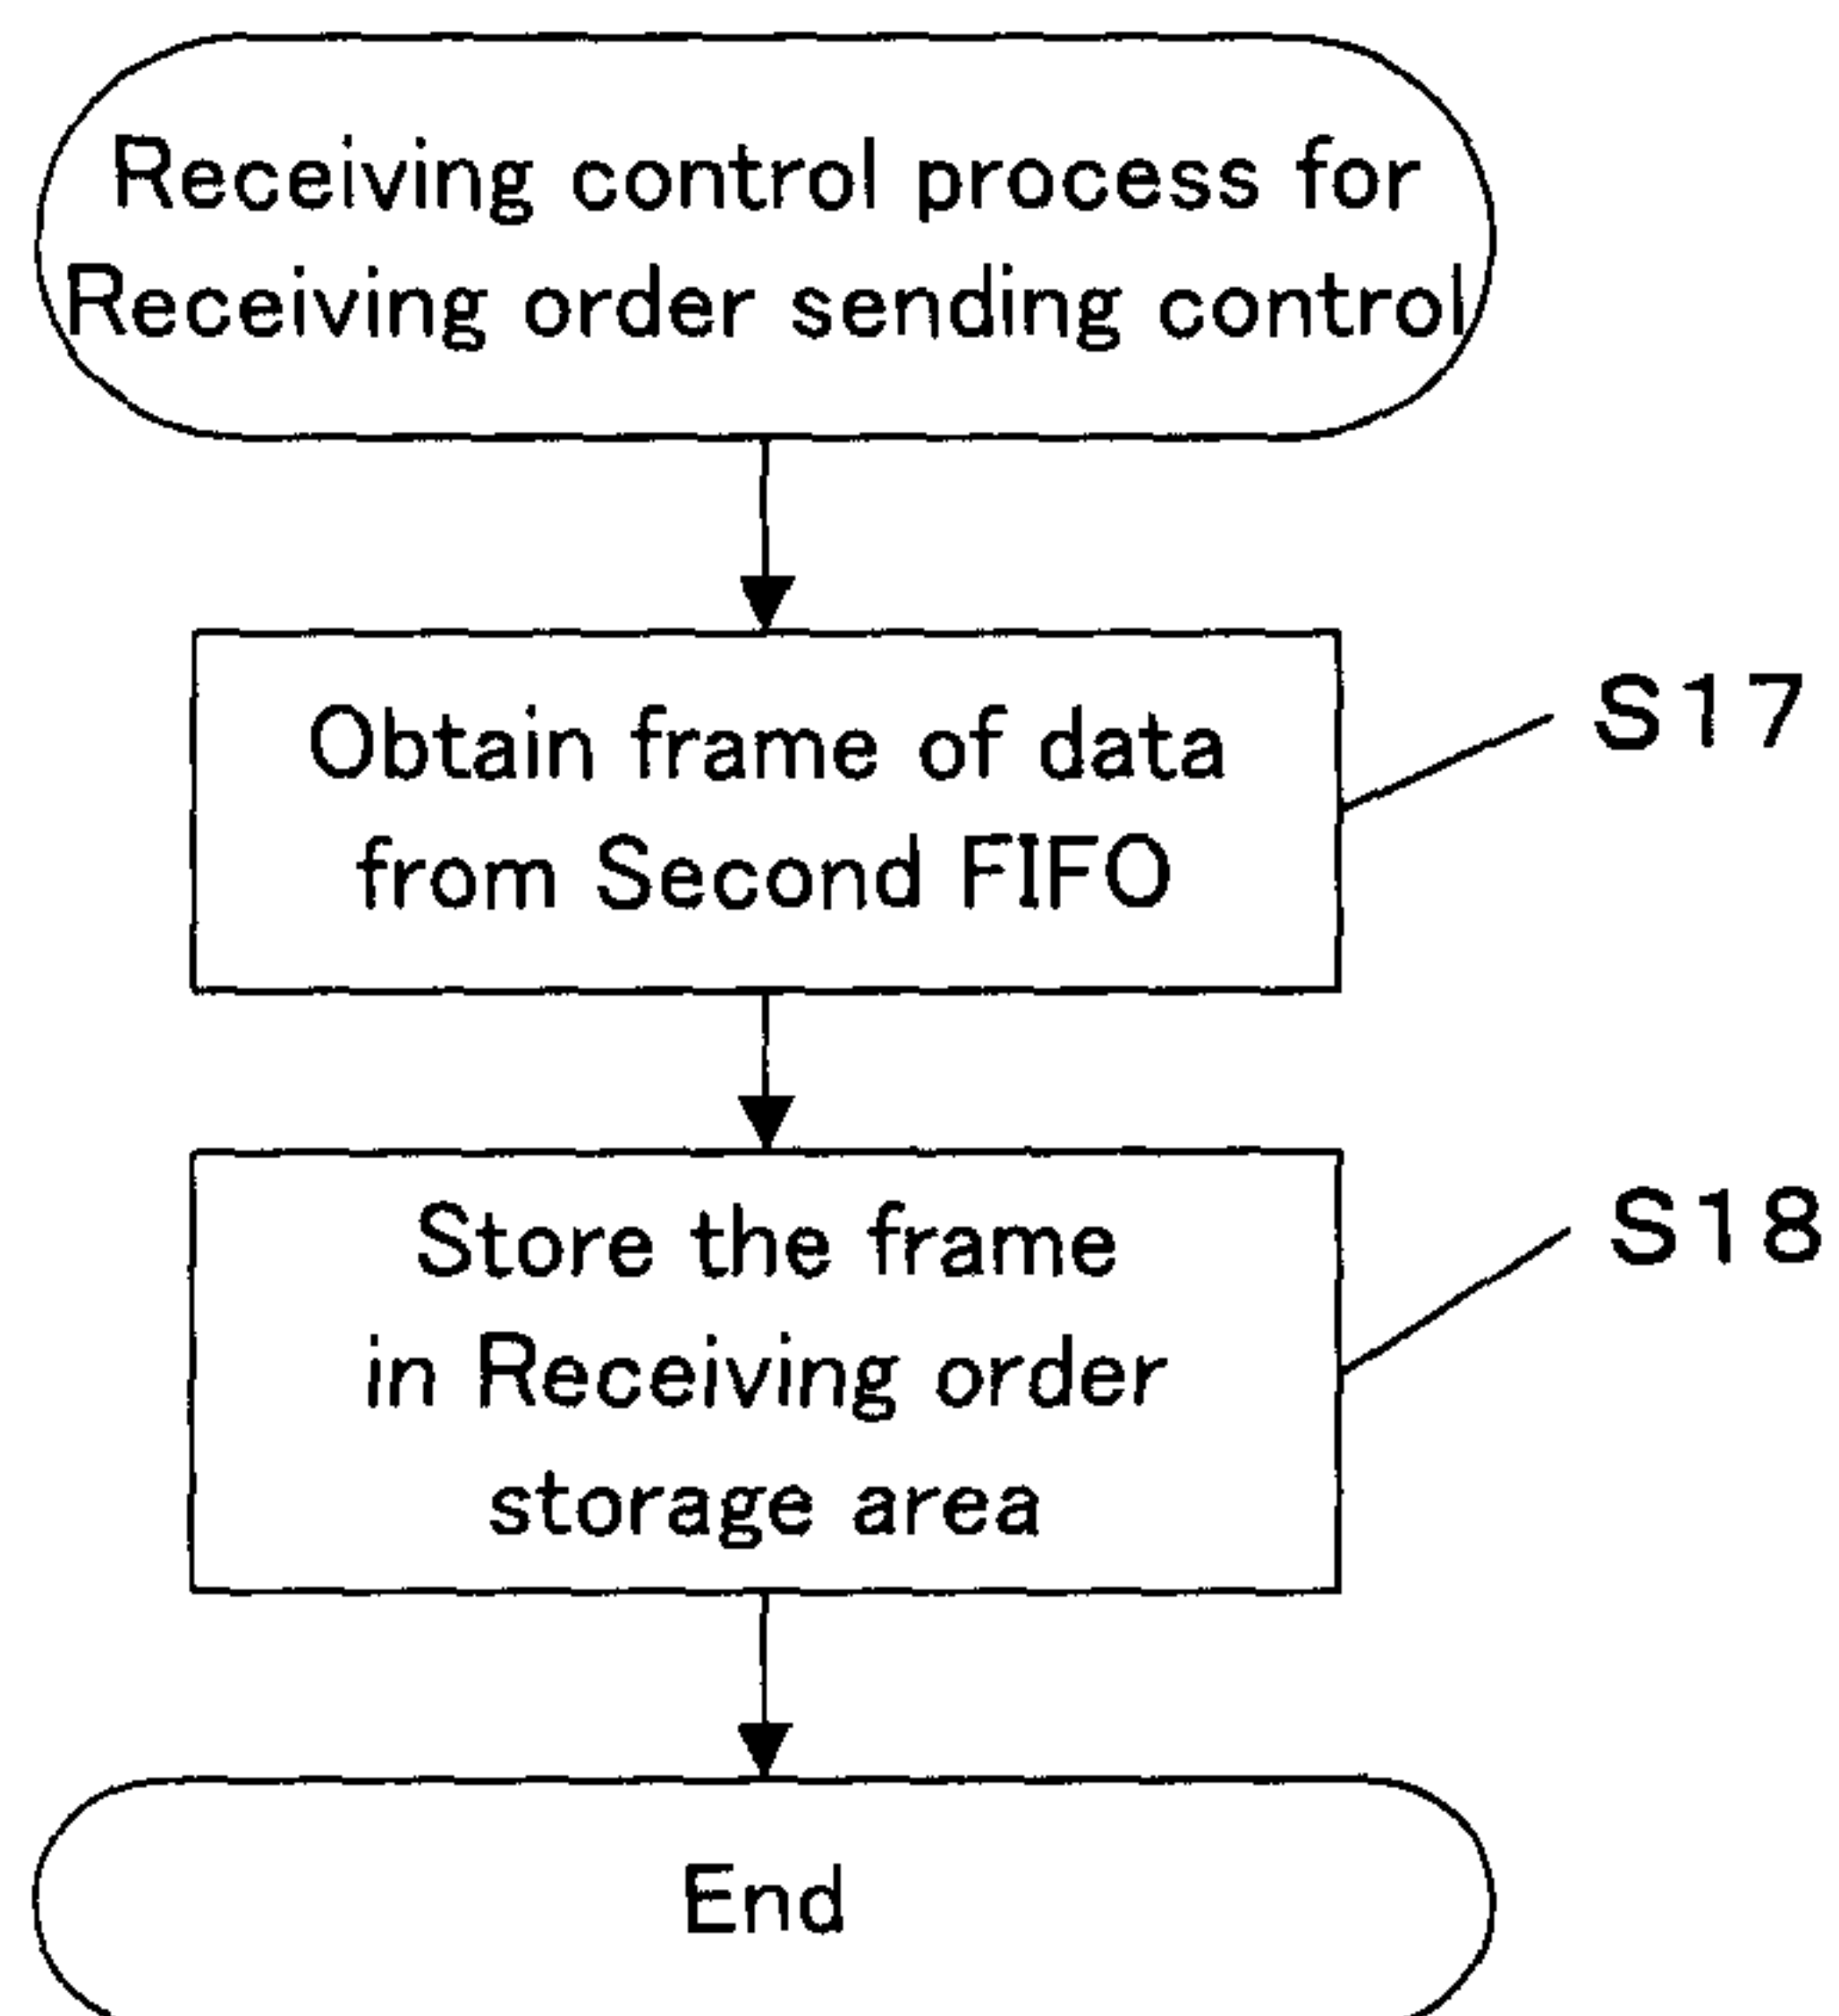 Receiving control process for
Receiving order sending control
Obtain frame of data
from Second FIFO
S17
Store the frame
in Receiving order
storage area
S18
End